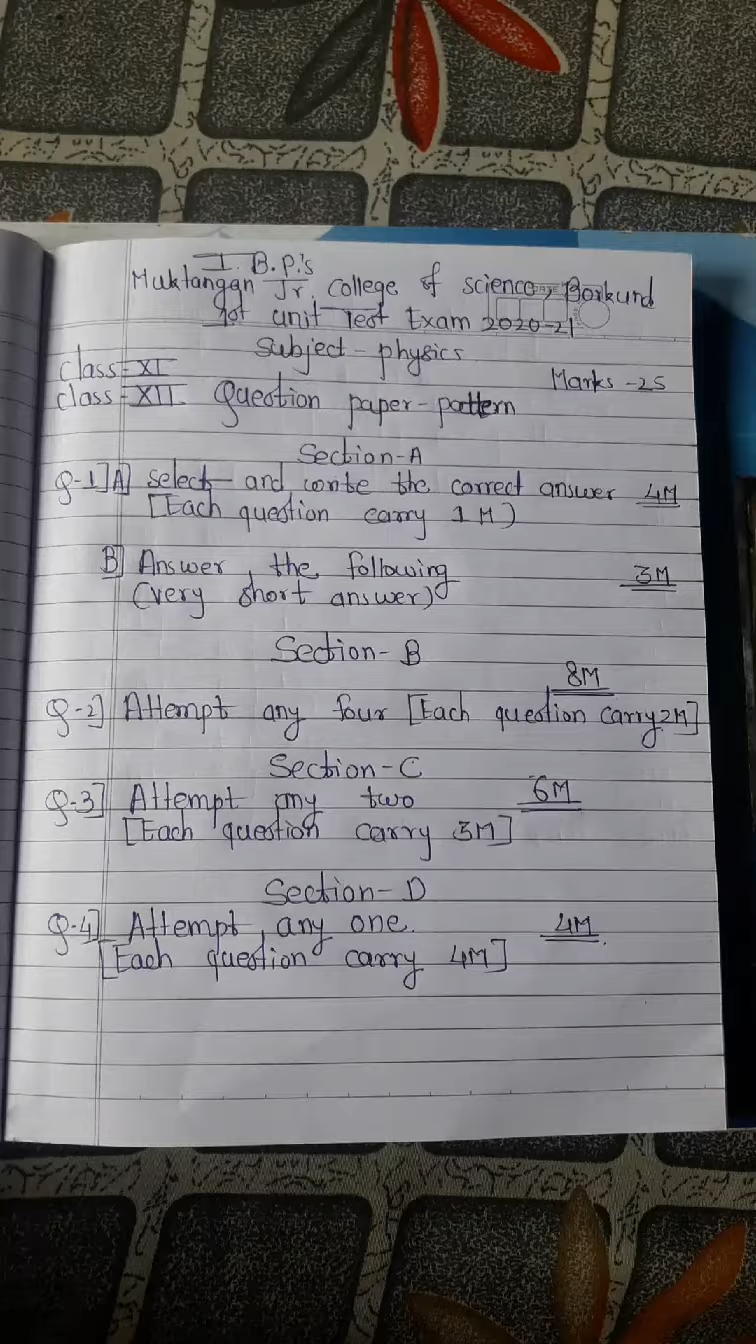 I. B.P.'s
Muktangan Jr college of science, Borkund
1st unit Test Exam 2020-21
Subject - physics
class - XI
Marks - 25
class - XII Question paper - pattern
Section - A
Q-1] A] Select and write the correct answer 4M
[Each question carry 1 M)
B] Answer the following 3M
(very short answer)
Section - B
8M
Q-2] Attempt any four [Each question carry 2M]
Section - C
Q-3] Attempt any two 6M
[Each question carry 3M]
Section - D
Q-4] Attempt any one. 4M
[Each question carry 4M]